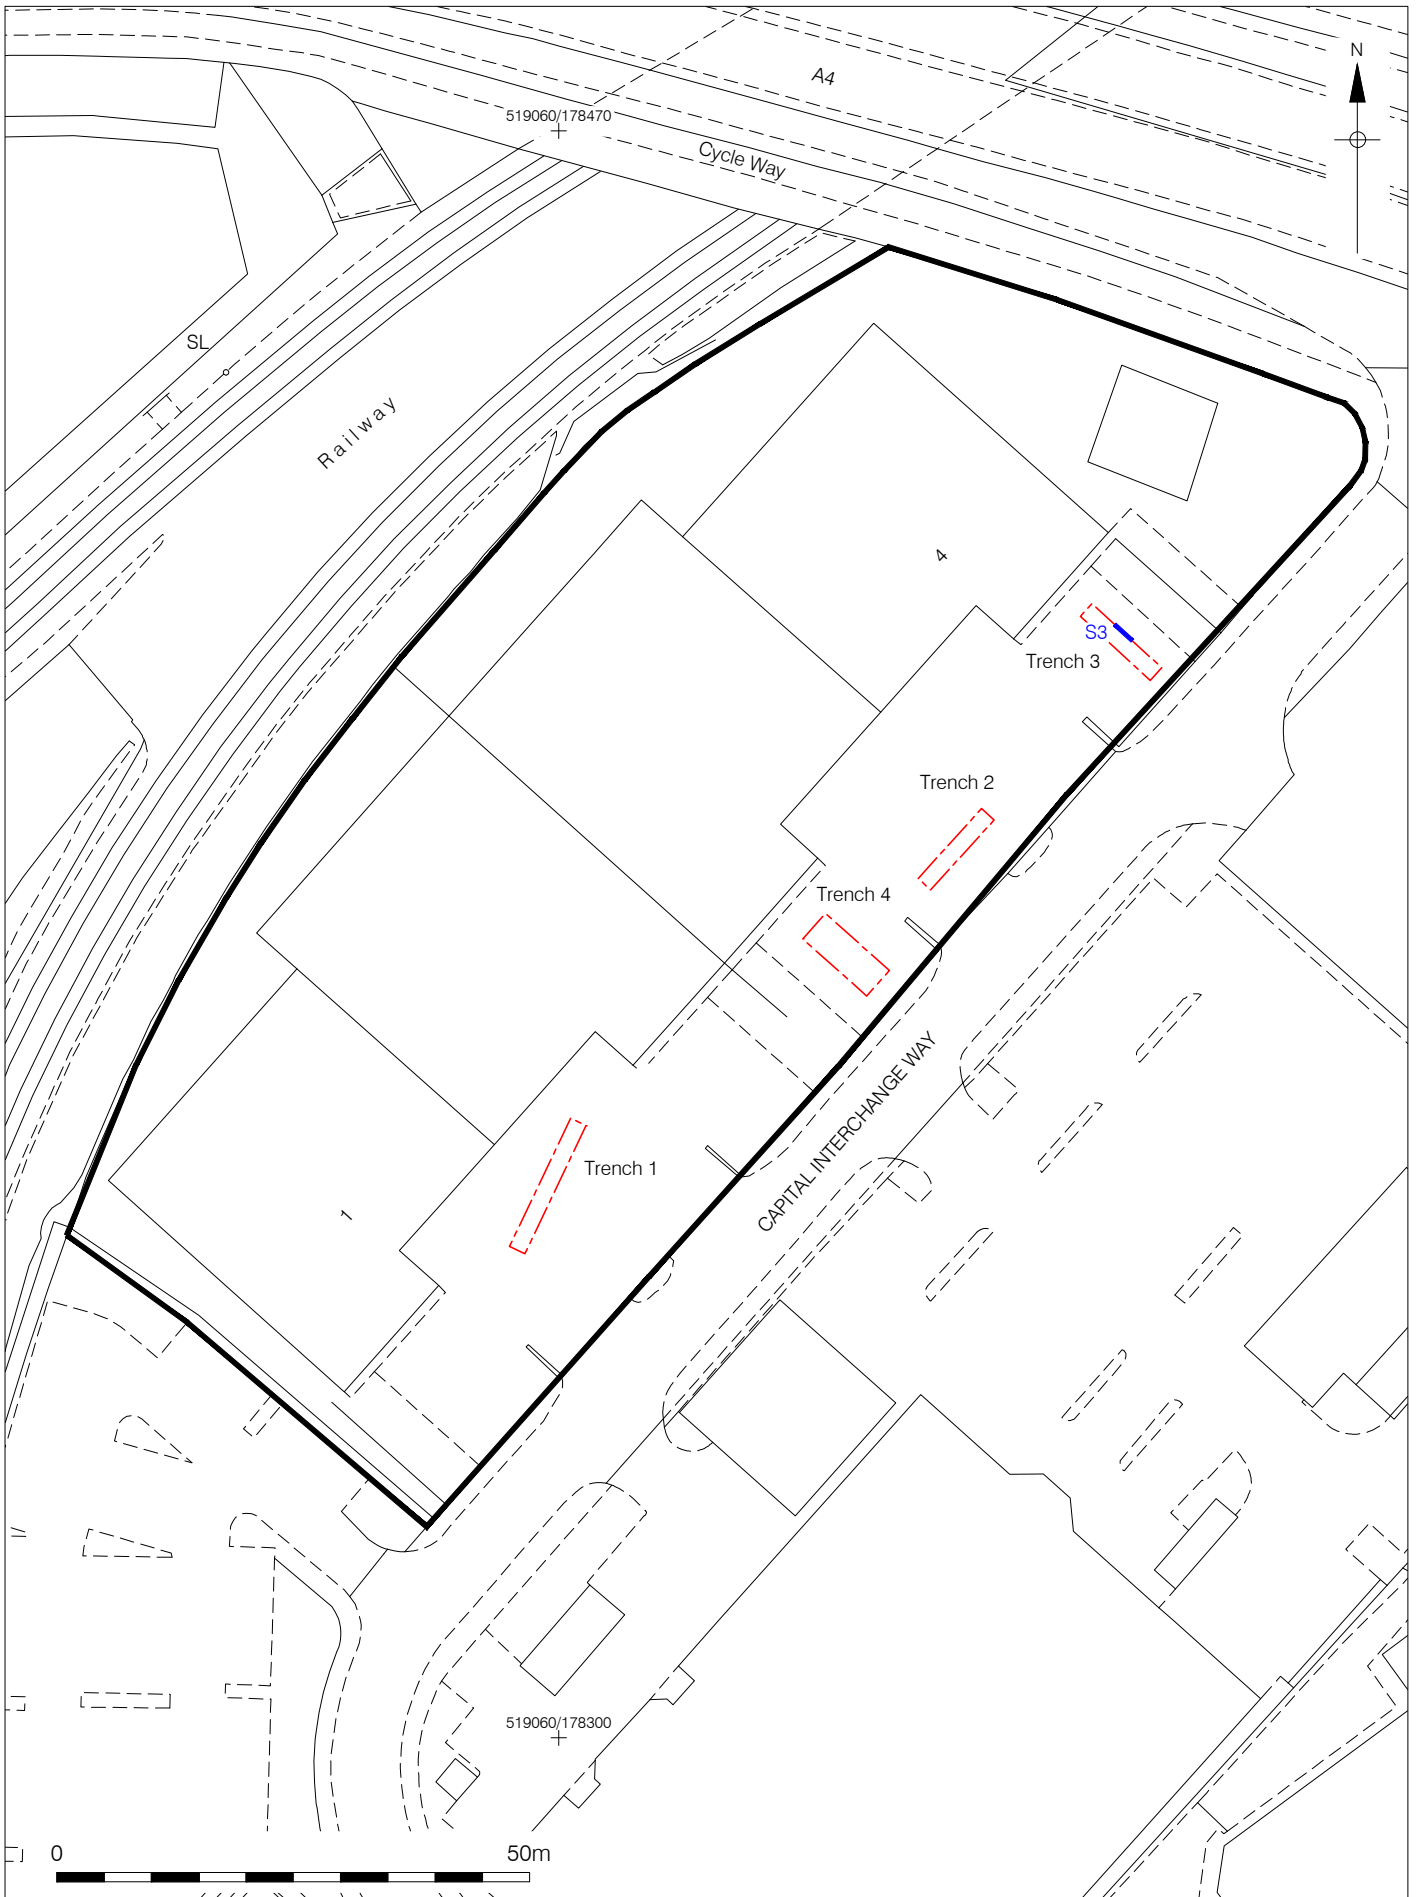 N
A4
519060/178470
Cycle Way
SL
Railway
4
S3
Trench 3
Trench 2
Trench 4
CAPITAL INTERCHANGE WAY
Trench 1
1
519060/178300
0 50m